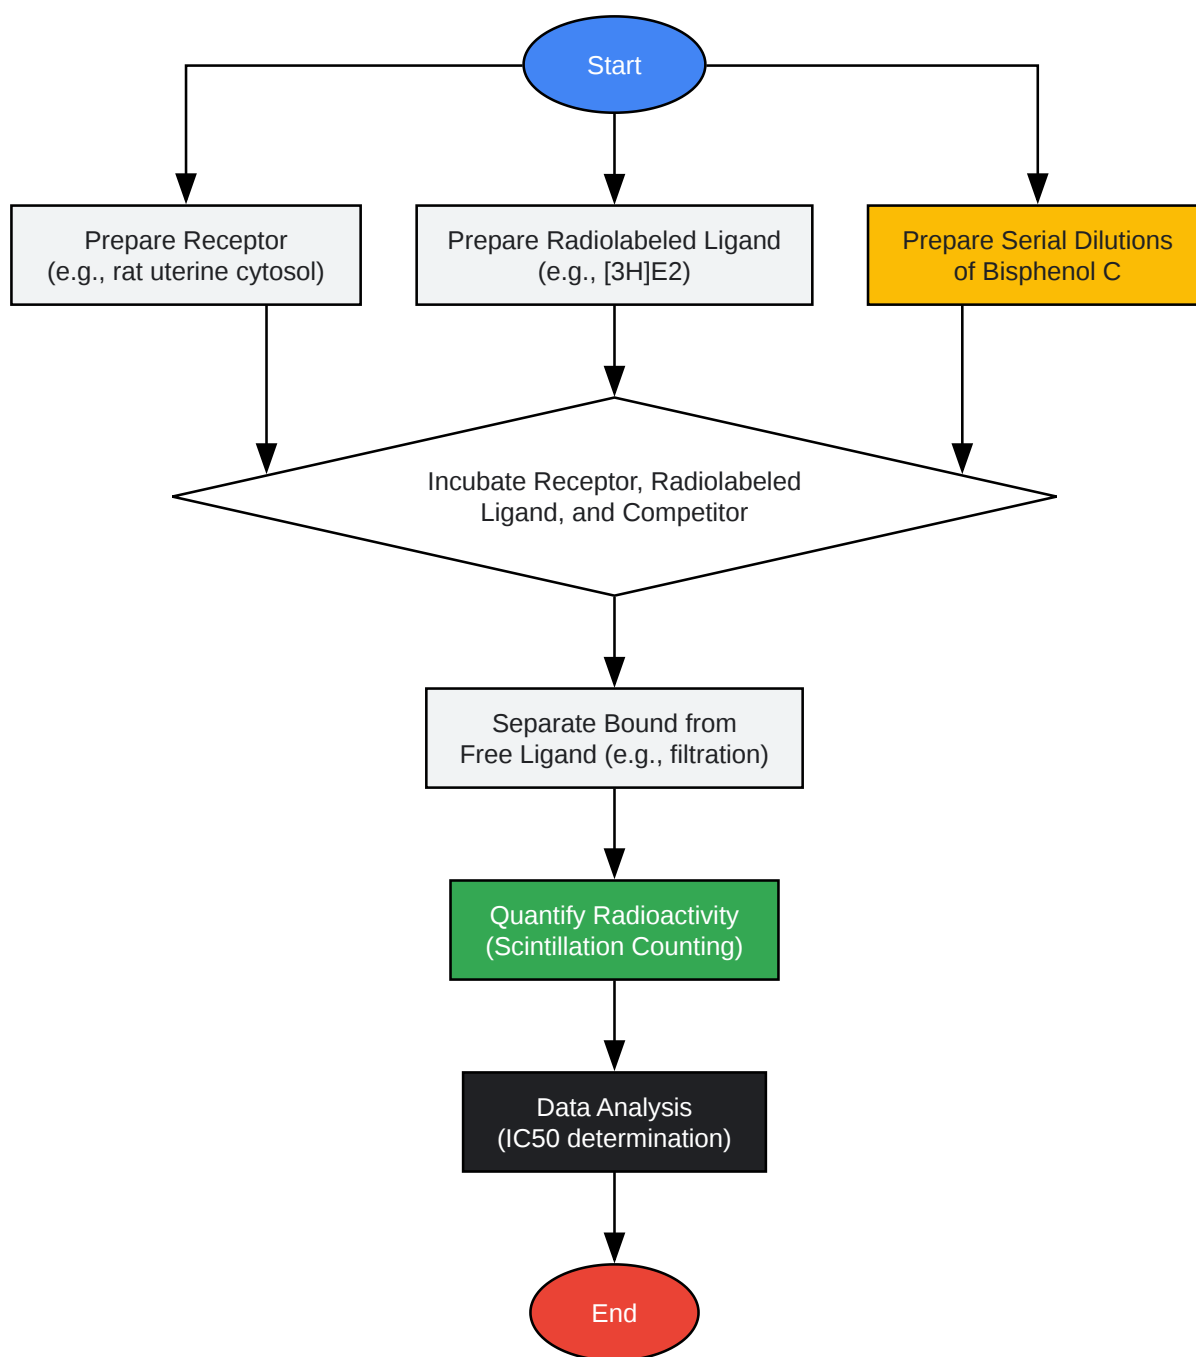 Start
Prepare Receptor
(e.g., rat uterine cytosol)
Prepare Radiolabeled Ligand
(e.g., [3H]E2)
Prepare Serial Dilutions
of Bisphenol C
Incubate Receptor, Radiolabeled
Ligand, and Competitor
Separate Bound from
Free Ligand (e.g., filtration)
Quantify Radioactivity
(Scintillation Counting)
Data Analysis
(IC50 determination)
End